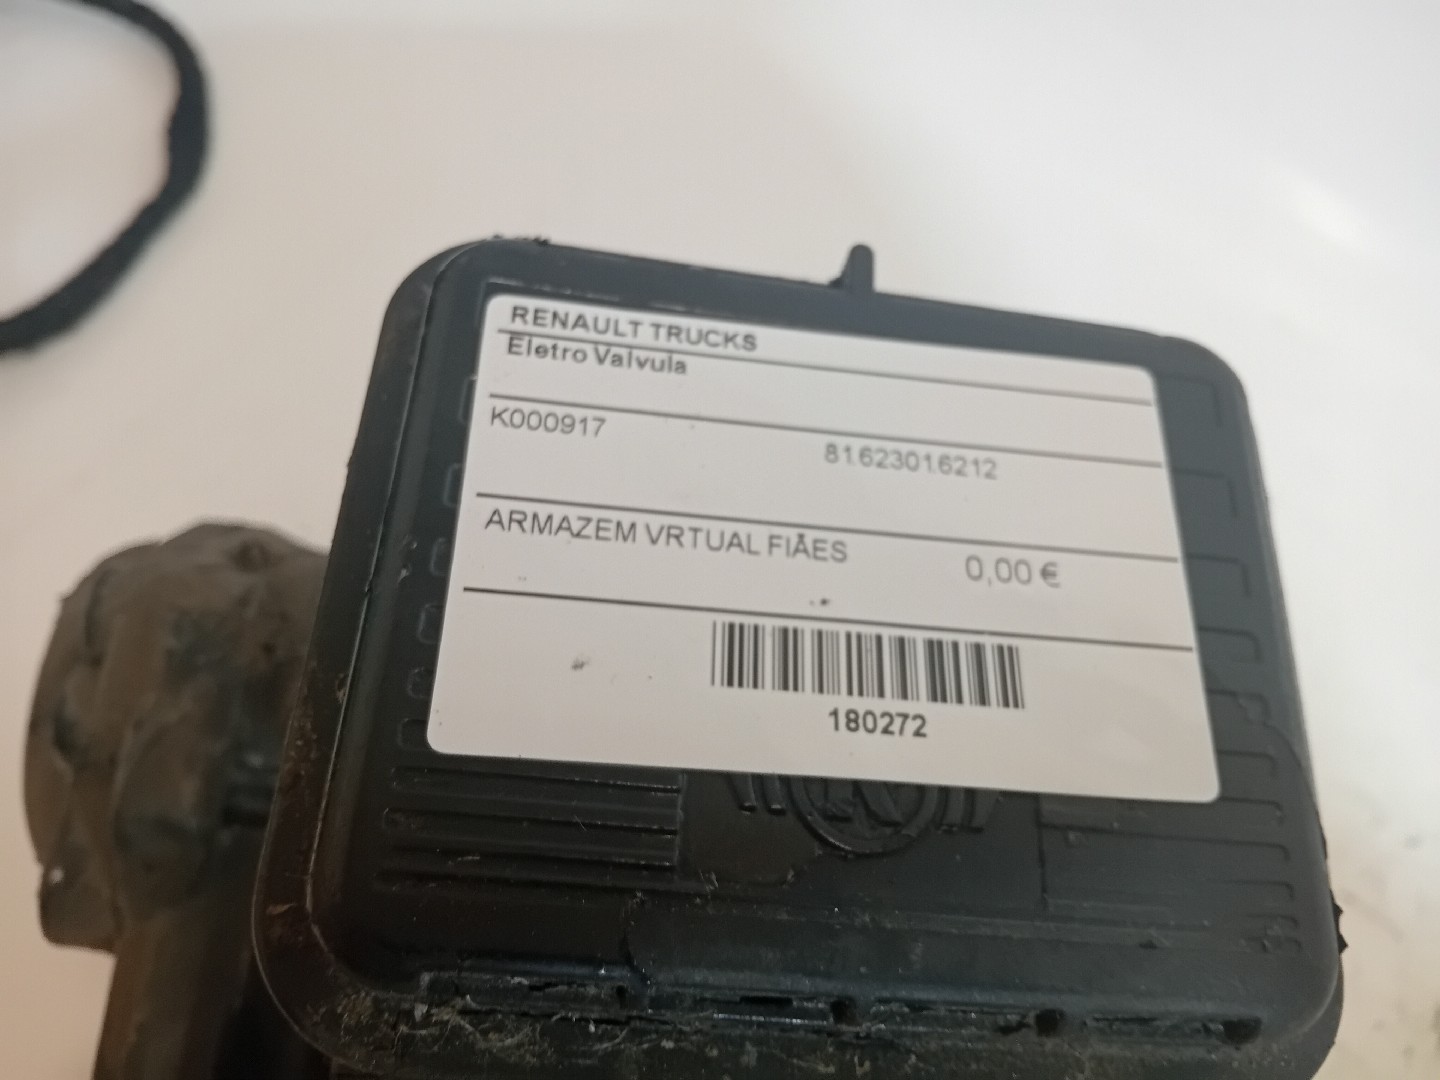 RENAULT TRUCKS
Eletro Valvula
K000917
81.62301.6212
ARMAZEM VRTUAL FIÃES 0,00 €
180272